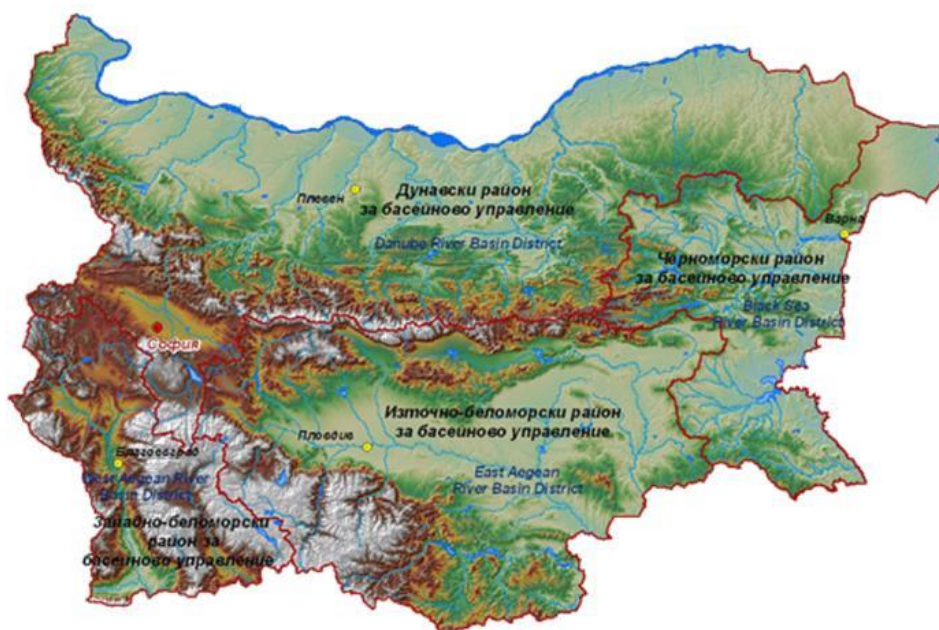 Плевен
Дунавски район
за басейново управление
Danube River Basin District
Варна
Черноморски район
за басейново управление
Black Sea
River Basin District
София
Източно-беломорски район
за басейново управление
Пловдив
East Aegean
River Basin District
Благоевград
West Aegean River
Basin District
Западно-беломорски
район за
басейново управление